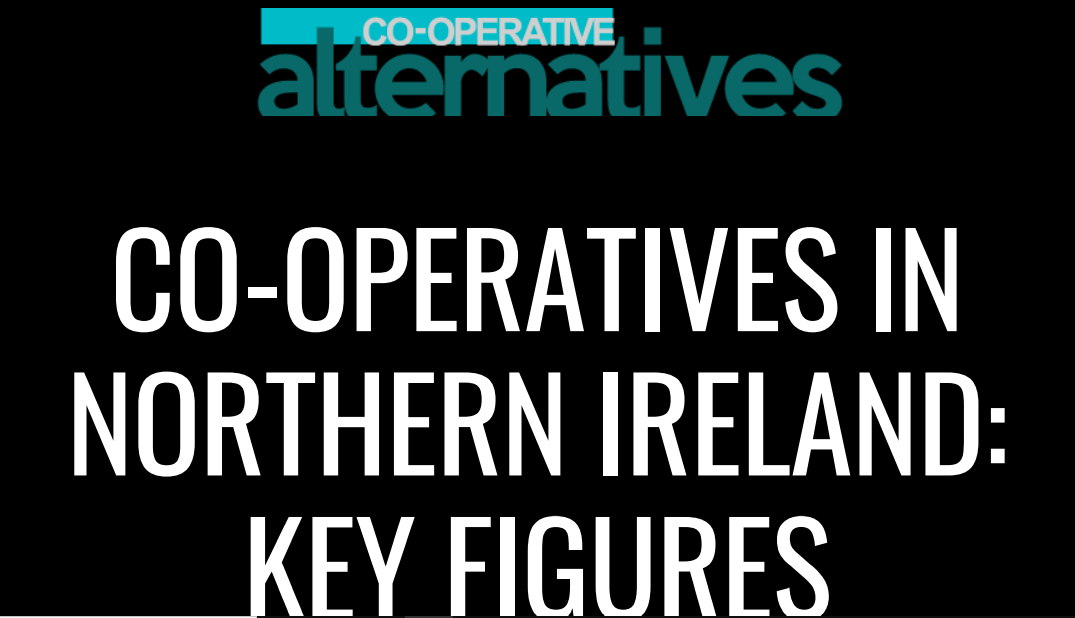 CO-OPERATIVE
alternatives
CO-OPERATIVES IN
NORTHERN IRELAND:
KEY FIGURES